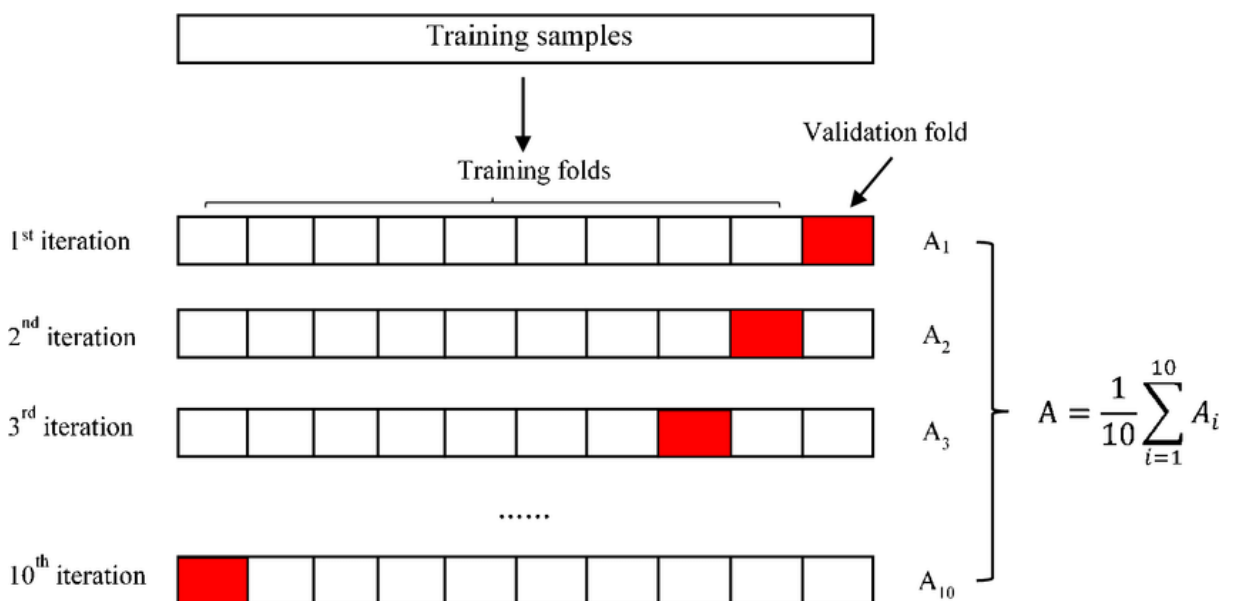 Training samples
Validation fold
Training folds
1st iteration
A1
2nd iteration
A2
3rd iteration
A3
A = 1/10 ∑ i=1 10 Ai
......
10th iteration
A10